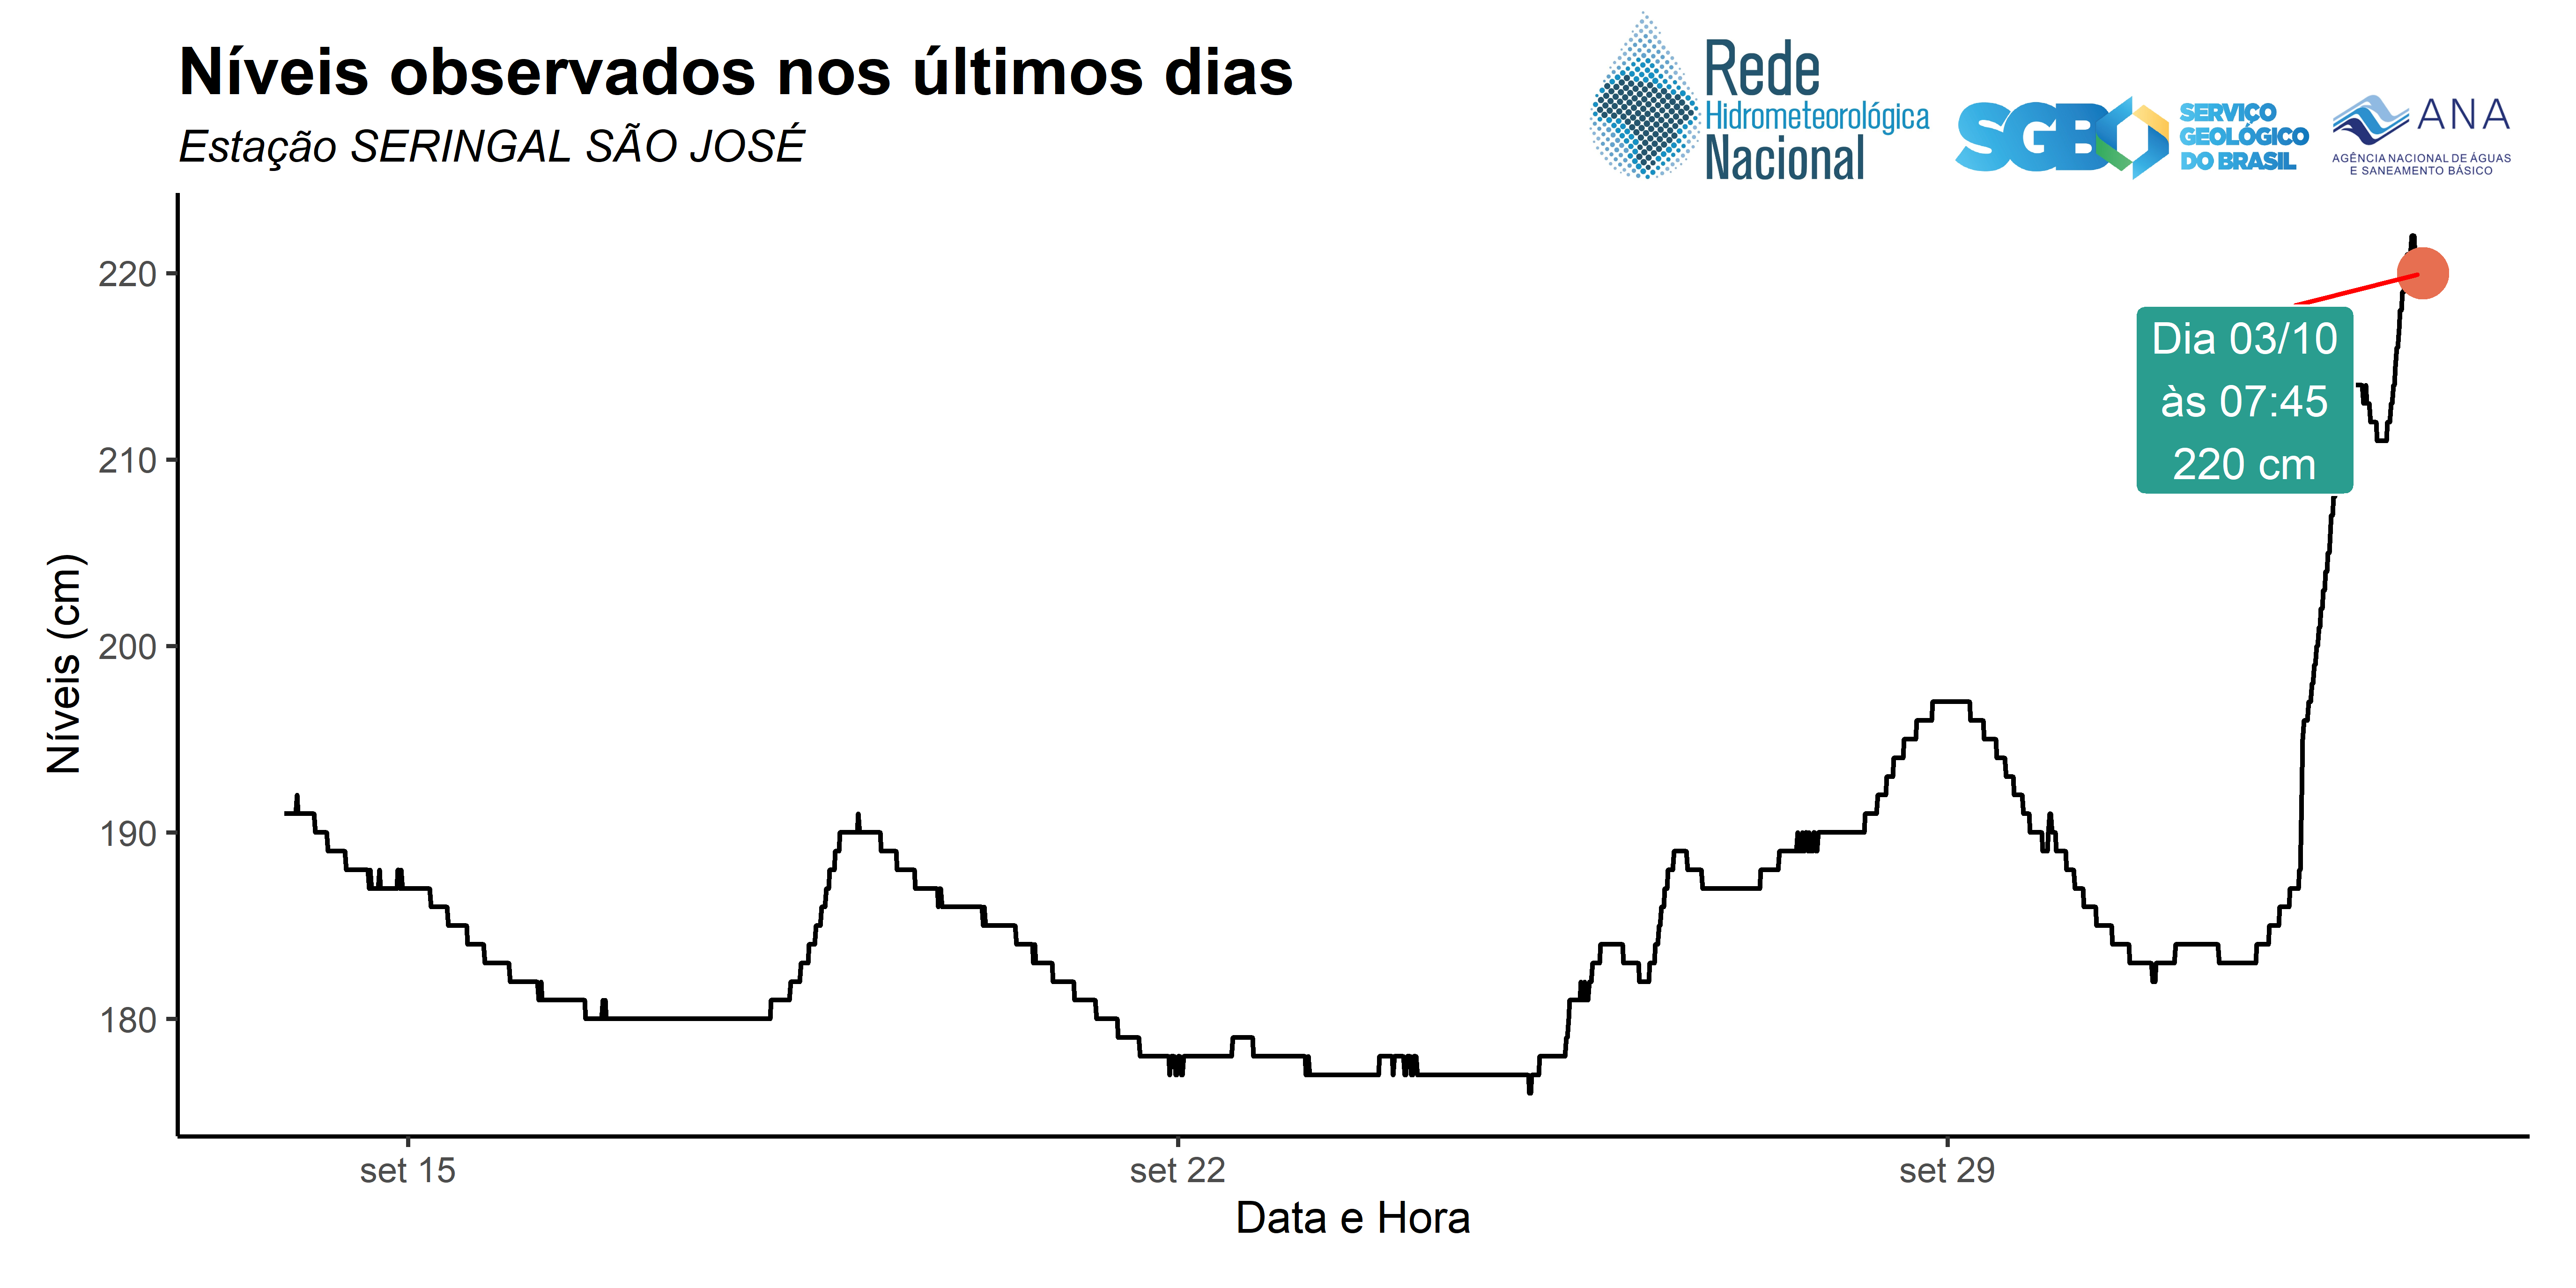 Níveis observados nos últimos dias
Estação SERINGAL SÃO JOSÉ
Rede
Hidrometeorológica
Nacional
SGB
SERVIÇO
GEOLÓGICO
DO BRASIL
ANA
AGÊNCIA NACIONAL DE ÁGUAS
E SANEAMENTO BÁSICO
Níveis (cm)
220
210
200
190
180
Dia 03/10
às 07:45
220 cm
set 15
set 22
set 29
Data e Hora